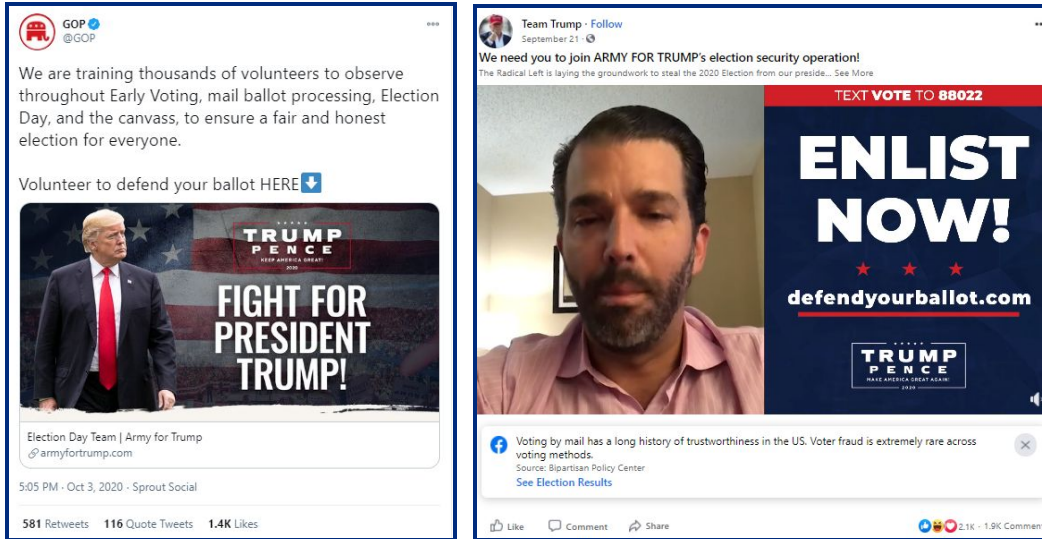 GOP
@GOP
We are training thousands of volunteers to observe
throughout Early Voting, mail ballot processing, Election
Day, and the canvass, to ensure a fair and honest
election for everyone.
Volunteer to defend your ballot HERE⬇️
TRUMP
PENCE
KEEP AMERICA GREAT!
2020
FIGHT FOR
PRESIDENT
TRUMP!
Election Day Team | Army for Trump
armyfortrump.com
5:05 PM · Oct 3, 2020 · Sprout Social
581 Retweets 116 Quote Tweets 1.4K Likes
Team Trump · Follow
September 21 ·
We need you to join ARMY FOR TRUMP's election security operation!
The Radical Left is laying the groundwork to steal the 2020 Election from our preside... See More
TEXT VOTE TO 88022
ENLIST
NOW!
defendyourballot.com
TRUMP
PENCE
MAKE AMERICA GREAT AGAIN!
2020
Voting by mail has a long history of trustworthiness in the US. Voter fraud is extremely rare across
voting methods.
Source: Bipartisan Policy Center
See Election Results
Like Comment Share 2.1K · 1.9K Comment